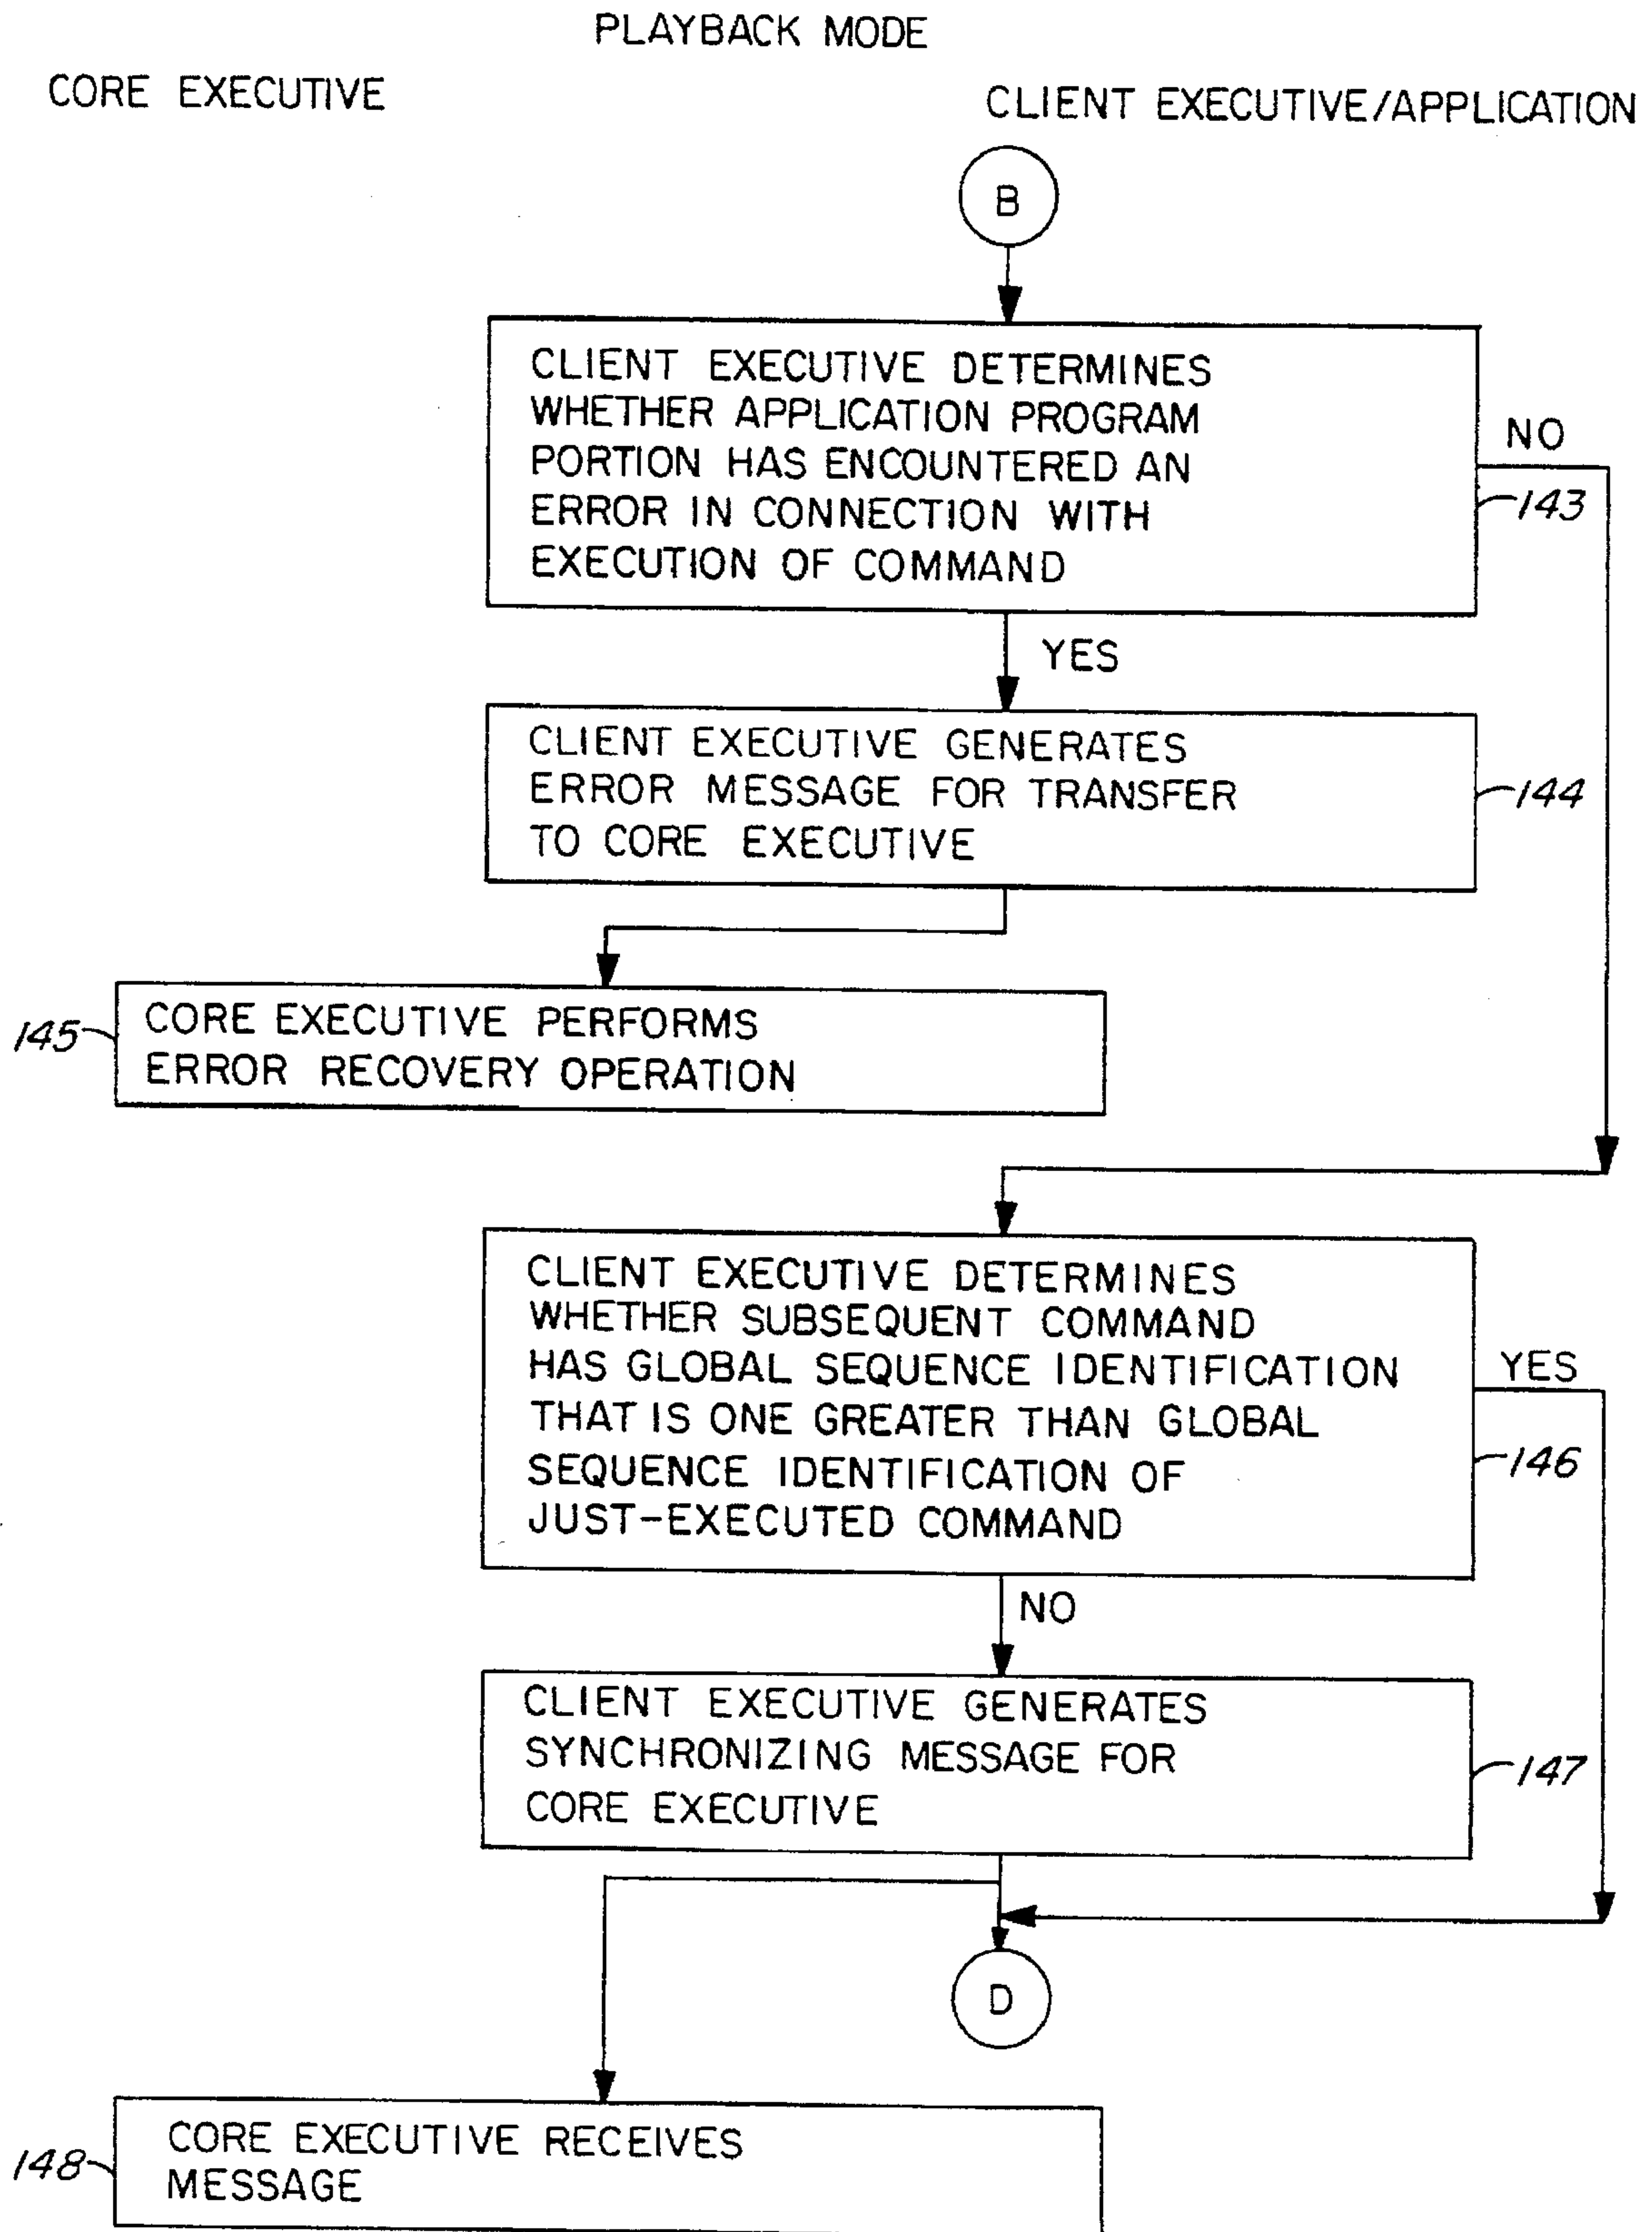 PLAYBACK MODE
CORE EXECUTIVE
CLIENT EXECUTIVE/APPLICATION
B
CLIENT EXECUTIVE DETERMINES
WHETHER APPLICATION PROGRAM
PORTION HAS ENCOUNTERED AN
ERROR IN CONNECTION WITH
EXECUTION OF COMMAND
NO
143
YES
CLIENT EXECUTIVE GENERATES
ERROR MESSAGE FOR TRANSFER
TO CORE EXECUTIVE
144
145
CORE EXECUTIVE PERFORMS
ERROR RECOVERY OPERATION
CLIENT EXECUTIVE DETERMINES
WHETHER SUBSEQUENT COMMAND
HAS GLOBAL SEQUENCE IDENTIFICATION
THAT IS ONE GREATER THAN GLOBAL
SEQUENCE IDENTIFICATION OF
JUST-EXECUTED COMMAND
YES
146
NO
CLIENT EXECUTIVE GENERATES
SYNCHRONIZING MESSAGE FOR
CORE EXECUTIVE
147
D
148
CORE EXECUTIVE RECEIVES
MESSAGE